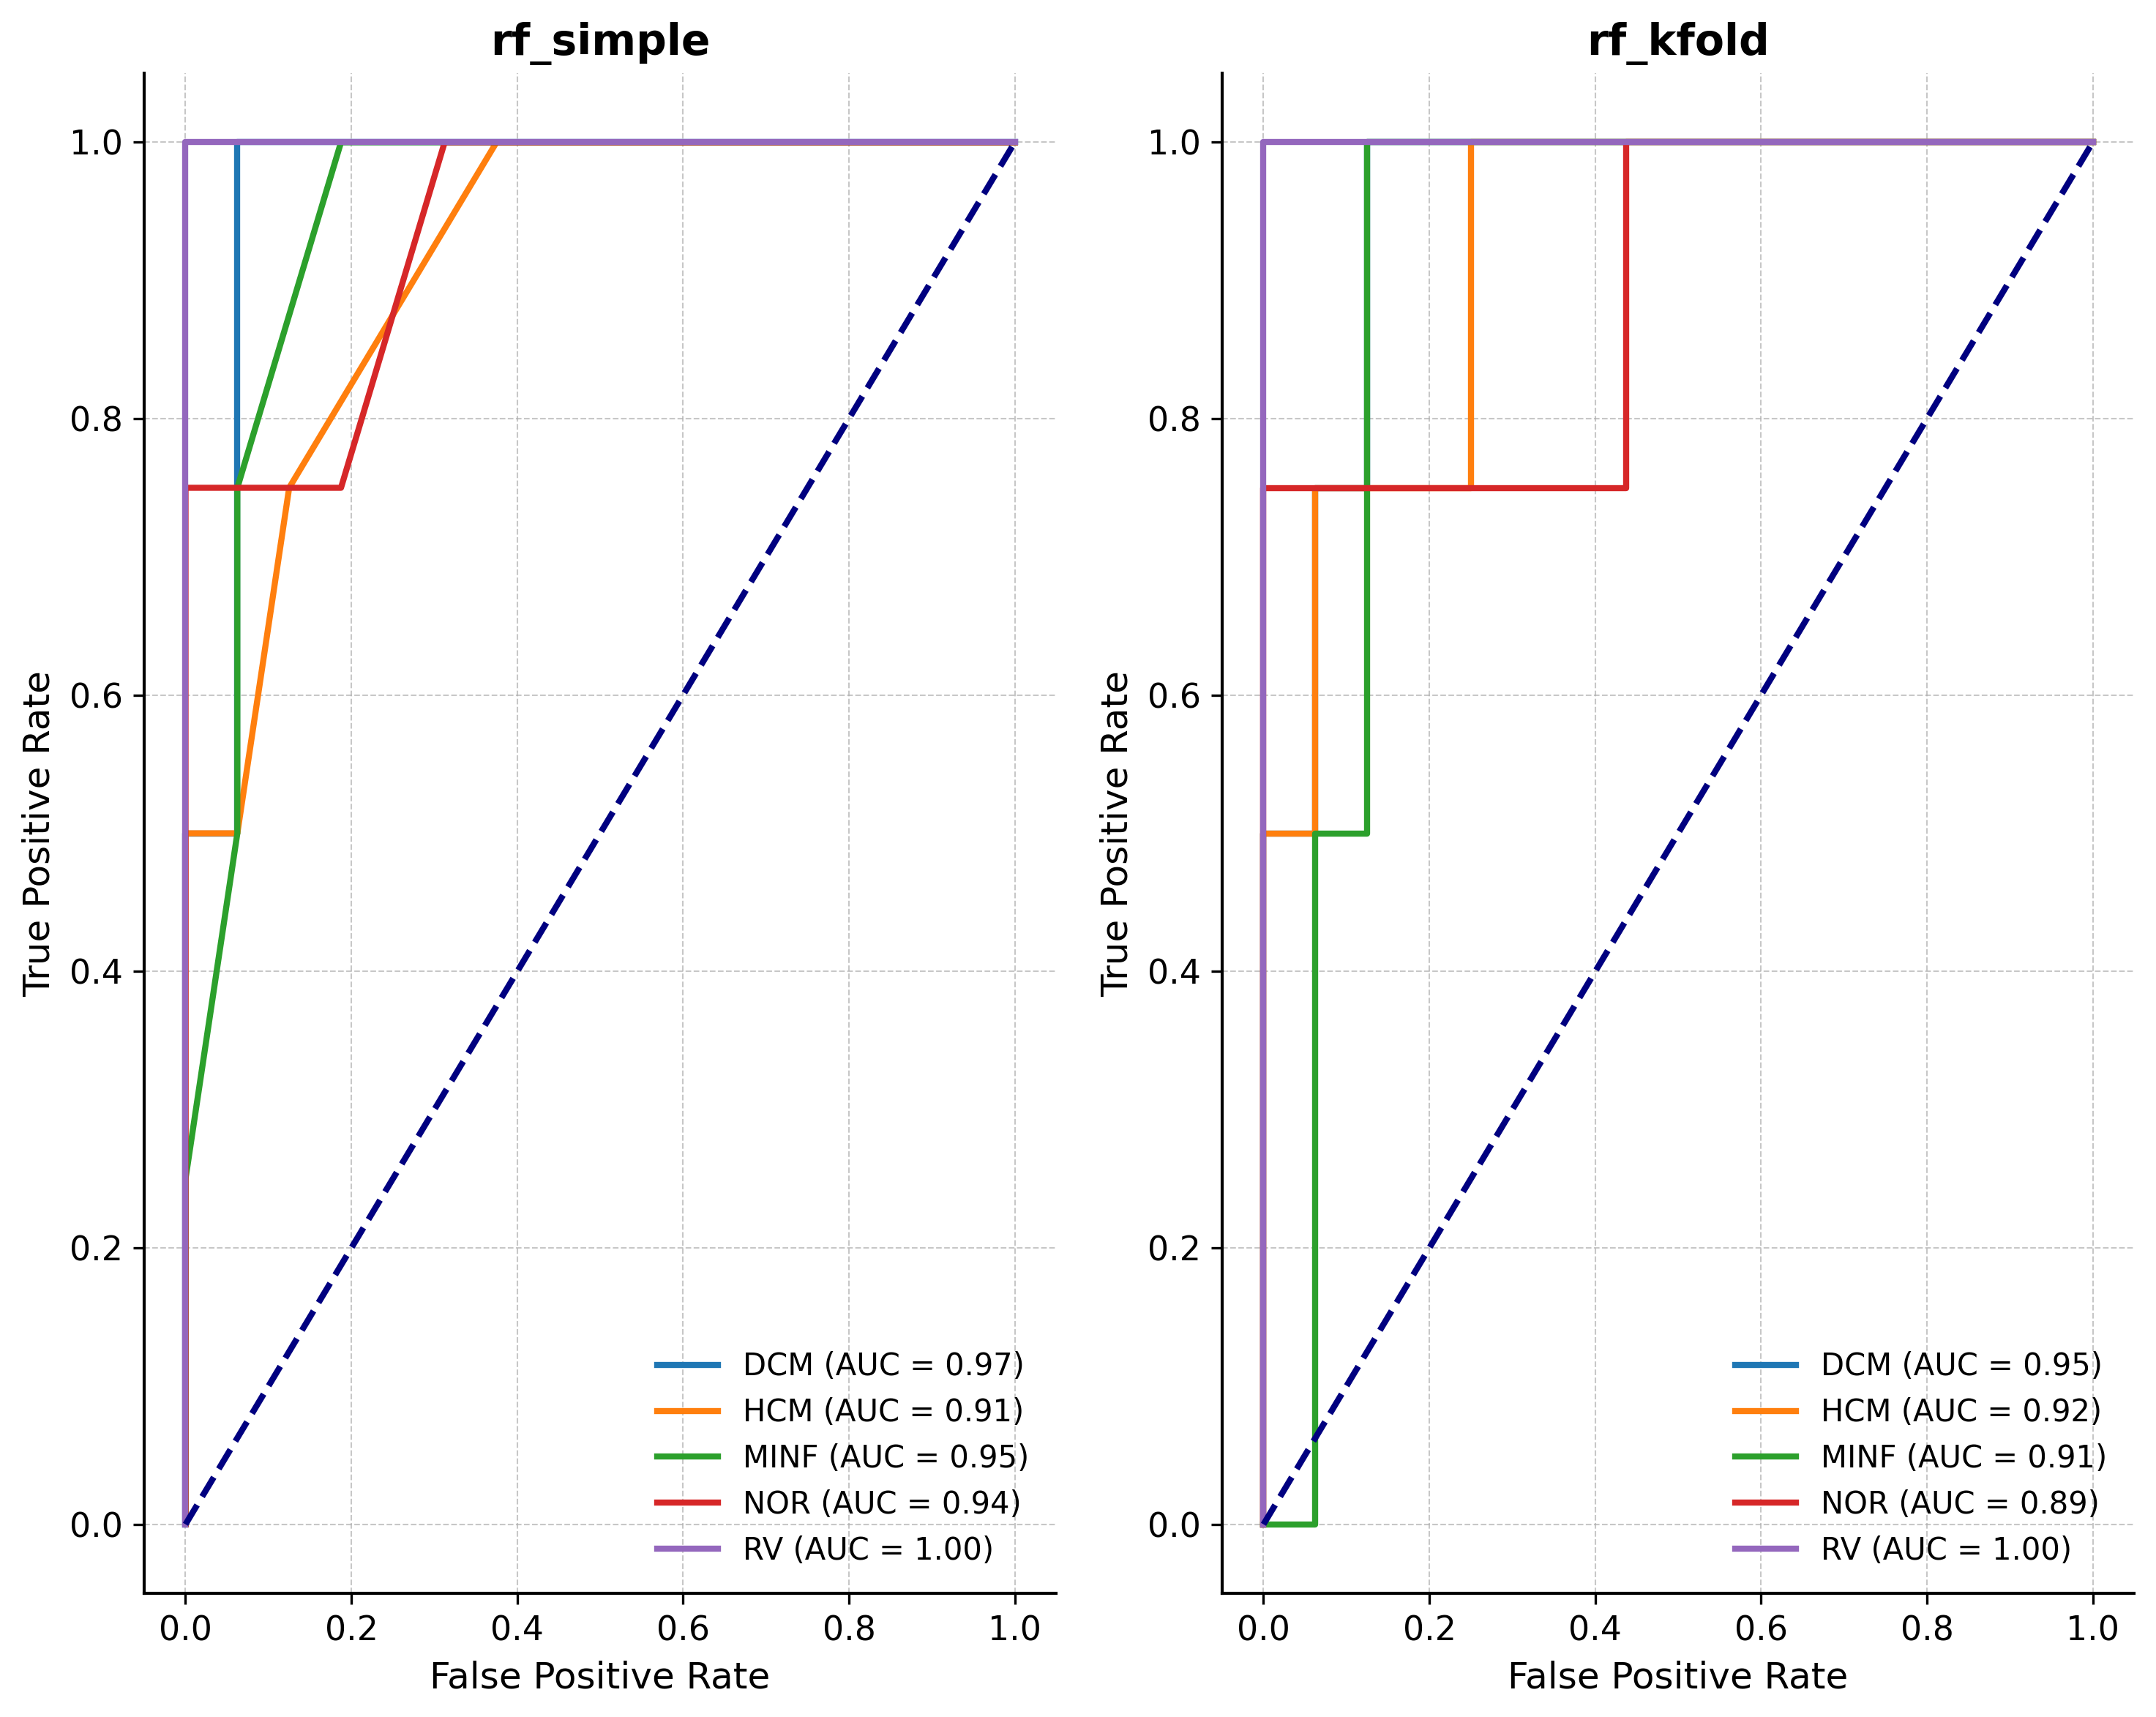 rf_simple
True Positive Rate
1.0
0.8
0.6
0.4
0.2
0.0
DCM (AUC = 0.97)
HCM (AUC = 0.91)
MINF (AUC = 0.95)
NOR (AUC = 0.94)
RV (AUC = 1.00)
0.0 0.2 0.4 0.6 0.8 1.0
False Positive Rate
rf_kfold
True Positive Rate
1.0
0.8
0.6
0.4
0.2
0.0
DCM (AUC = 0.95)
HCM (AUC = 0.92)
MINF (AUC = 0.91)
NOR (AUC = 0.89)
RV (AUC = 1.00)
0.0 0.2 0.4 0.6 0.8 1.0
False Positive Rate